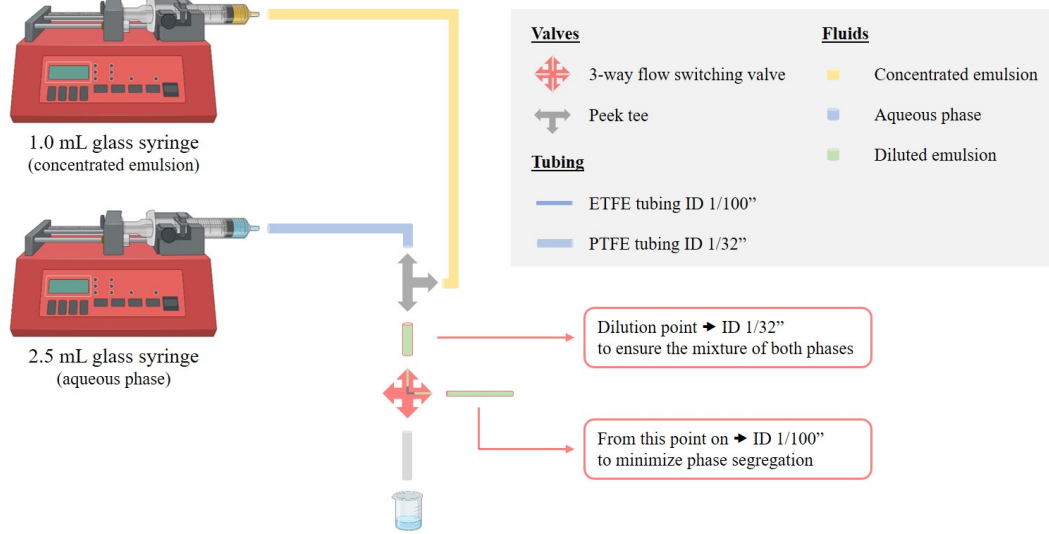 1.0 mL glass syringe
(concentrated emulsion)
2.5 mL glass syringe
(aqueous phase)
Valves
3-way flow switching valve
Peek tee
Tubing
ETFE tubing ID 1/100”
PTFE tubing ID 1/32”
Fluids
Concentrated emulsion
Aqueous phase
Diluted emulsion
Dilution point 🡺 ID 1/32”
to ensure the mixture of both phases
From this point on 🡺 ID 1/100”
to minimize phase segregation